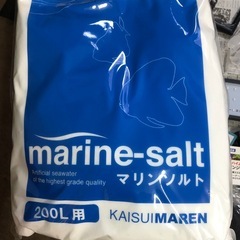 marine-salt
Artificial seawater
of the highest grade quality
マリンソルト
200L用
KAISUIMAREN